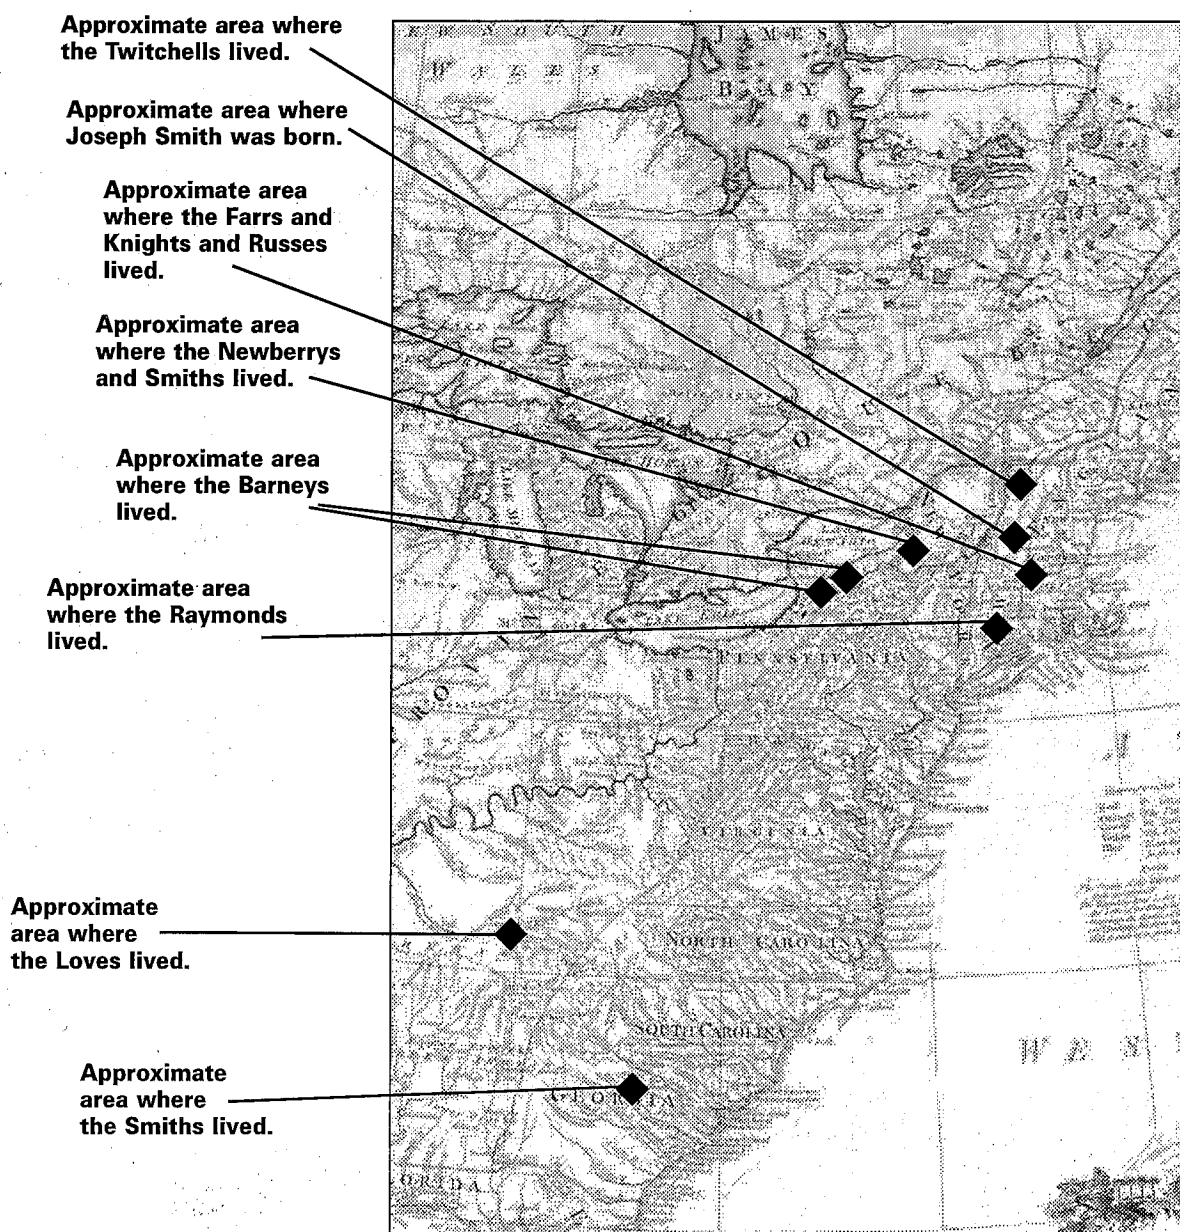 Approximate area where
the Twitchells lived.
Approximate area where
Joseph Smith was born.
Approximate area
where the Farrs and
Knights and Russes
lived.
Approximate area
where the Newberrys
and Smiths lived.
Approximate area
where the Barneys
lived.
Approximate area
where the Raymonds
lived.
Approximate
area where
the Loves lived.
Approximate
area where
the Smiths lived.
JAMES
BAY
PENNSYLVANIA
VIRGINIA
NORTH CAROLINA
SOUTH CAROLINA
GEORGIA
WES